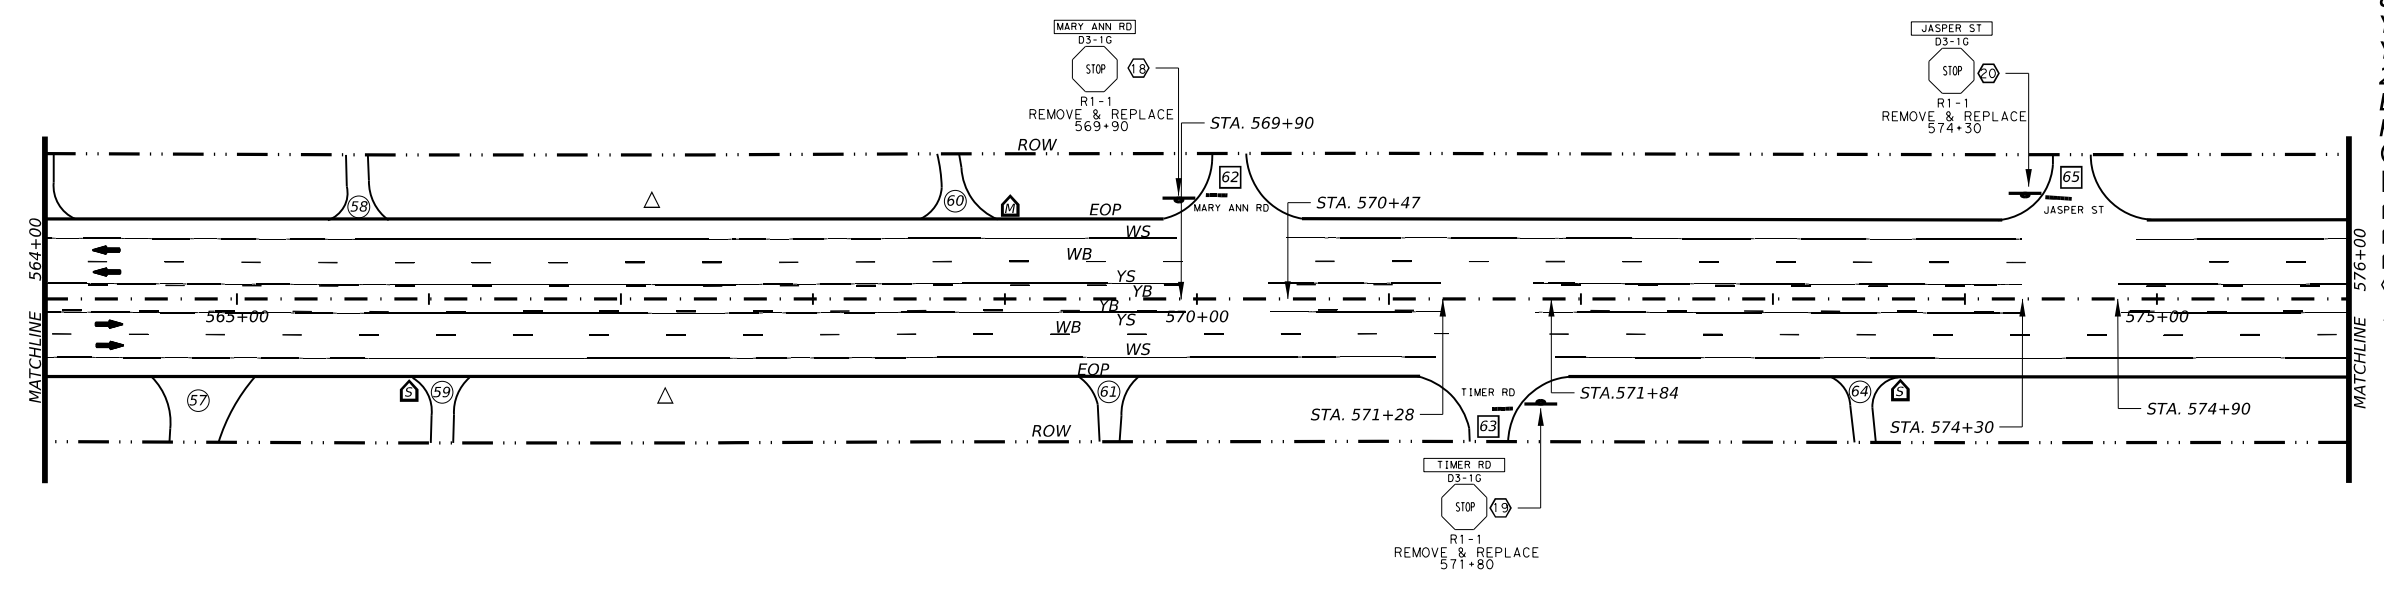 MARY ANN RD
D3-1G
STOP
18
R1-1
REMOVE & REPLACE
569+90
JASPER ST
D3-1G
STOP
20
R1-1
REMOVE & REPLACE
574+30
STA. 569+90
ROW
62
65
58
60
M
EOP
MARY ANN RD
STA. 570+47
JASPER ST
WS
WB
YS
YB
564+00
576+00
565+00
YB
YS
570+00
575+00
WB
WS
MATCHLINE
MATCHLINE
EOP
57
S
59
61
TIMER RD
STA.571+84
64
S
STA. 571+28
STA. 574+90
63
STA. 574+30
ROW
TIMER RD
D3-1G
STOP
19
R1-1
REMOVE & REPLACE
571+80